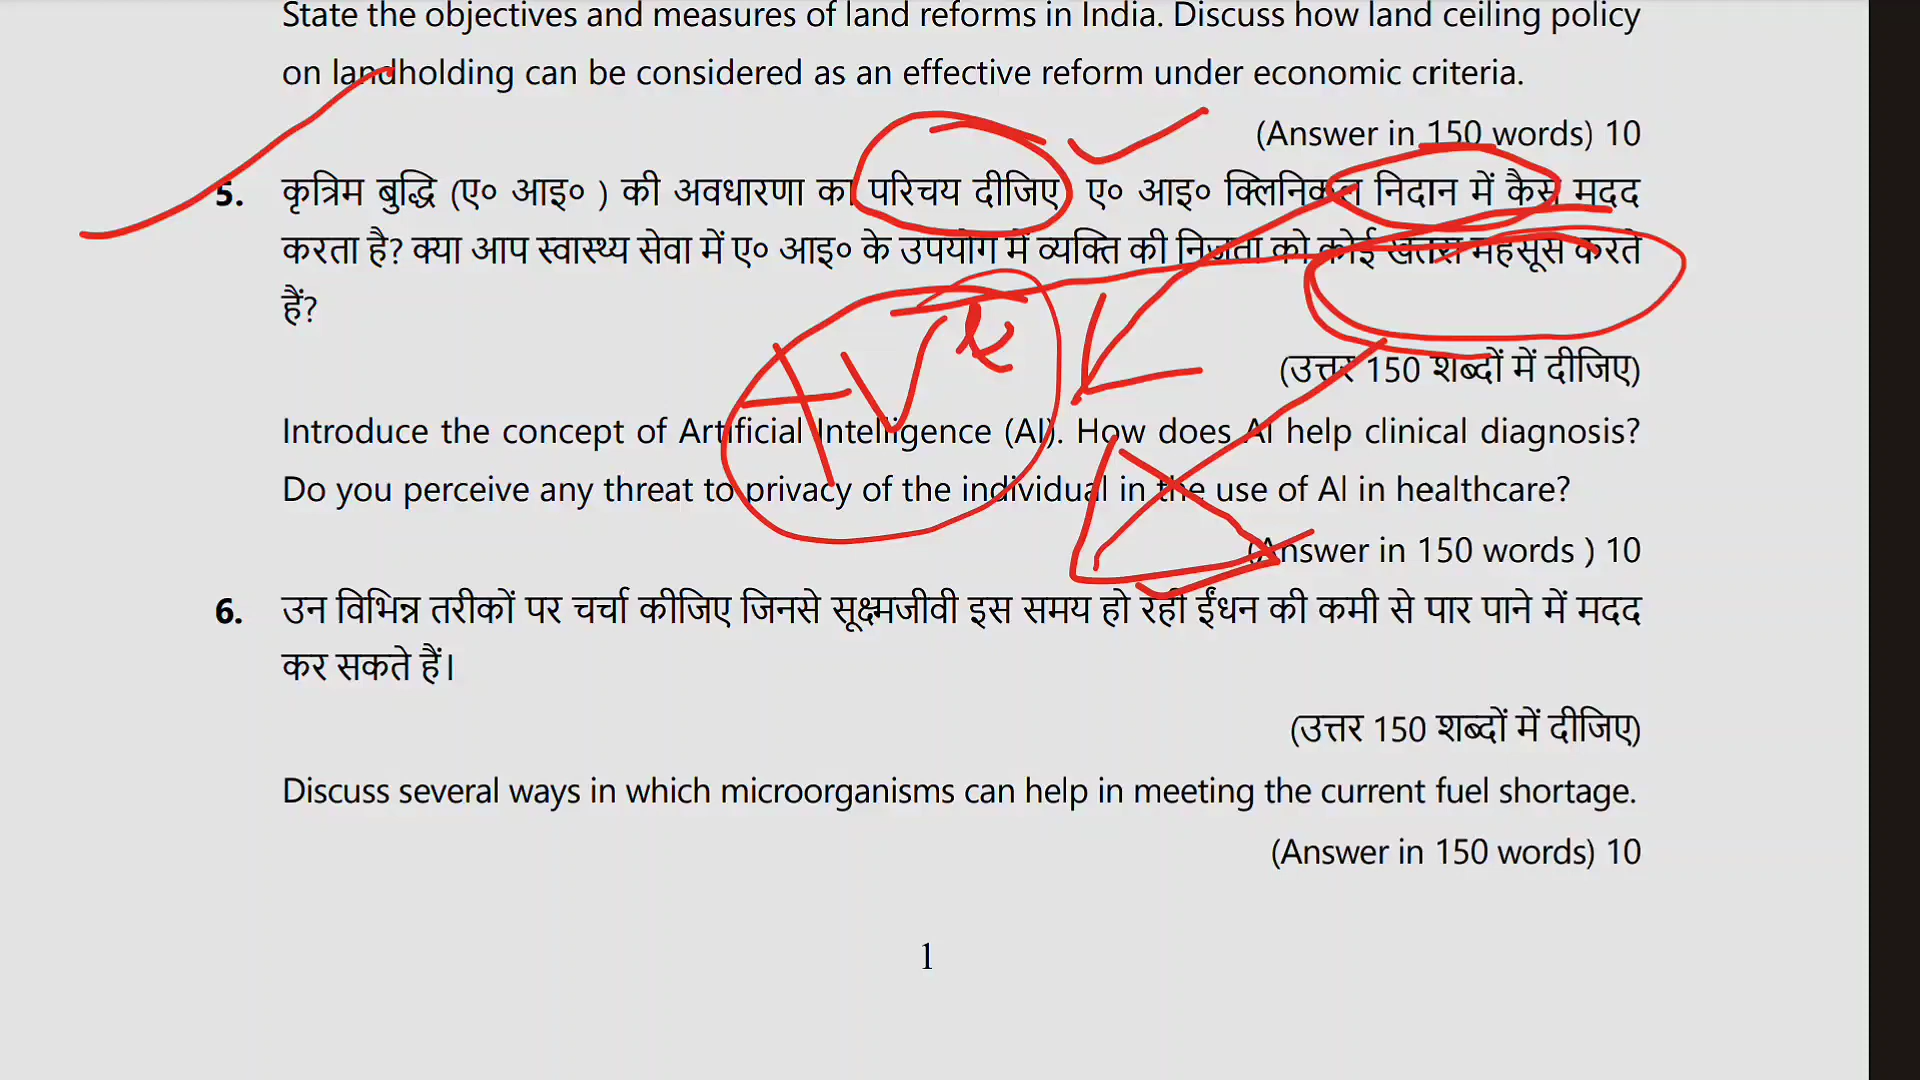 State the objectives and measures of land reforms in India. Discuss how land ceiling policy
on landholding can be considered as an effective reform under economic criteria.
(Answer in 150 words) 10
5. कृत्रिम बुद्धि (ए० आइ० ) की अवधारणा का परिचय दीजिए ए० आइ० क्लिनिकल निदान में कैसे मदद
करता है? क्या आप स्वास्थ्य सेवा में ए० आइ० के उपयोग में व्यक्ति की निजता को कोई खतरा महसूस करते
हैं?
(उत्तर 150 शब्दों में दीजिए)
Introduce the concept of Artificial Intelligence (AI). How does AI help clinical diagnosis?
Do you perceive any threat to privacy of the individual in the use of Al in healthcare?
(Answer in 150 words ) 10
6. उन विभिन्न तरीकों पर चर्चा कीजिए जिनसे सूक्ष्मजीवी इस समय हो रही ईंधन की कमी से पार पाने में मदद
कर सकते हैं।
(उत्तर 150 शब्दों में दीजिए)
Discuss several ways in which microorganisms can help in meeting the current fuel shortage.
(Answer in 150 words) 10
1